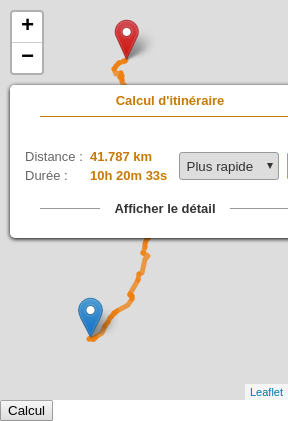 +
−
Calcul d'itinéraire
Distance : 41.787 km
Durée : 10h 20m 33s
Plus rapide
Afficher le détail
Leaflet
Calcul